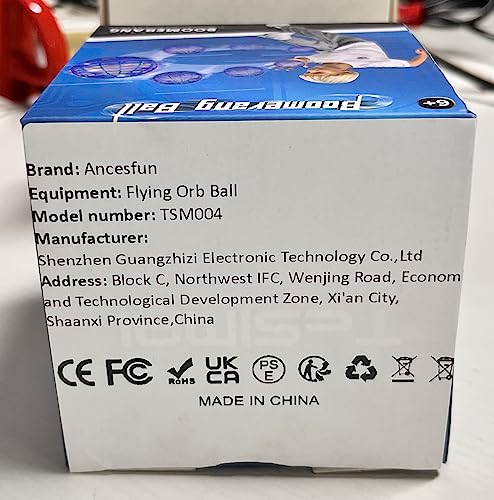 BOOMERANG
Boomerang Ball
6+
Brand: Ancesfun
Equipment: Flying Orb Ball
Model number: TSM004
Manufacturer:
Shenzhen Guangzhizi Electronic Technology Co.,Ltd
Address: Block C, Northwest IFC, Wenjing Road, Econom
and Technological Development Zone, Xi'an City,
Shaanxi Province,China
CE FC RoHS UK CA PS E
MADE IN CHINA